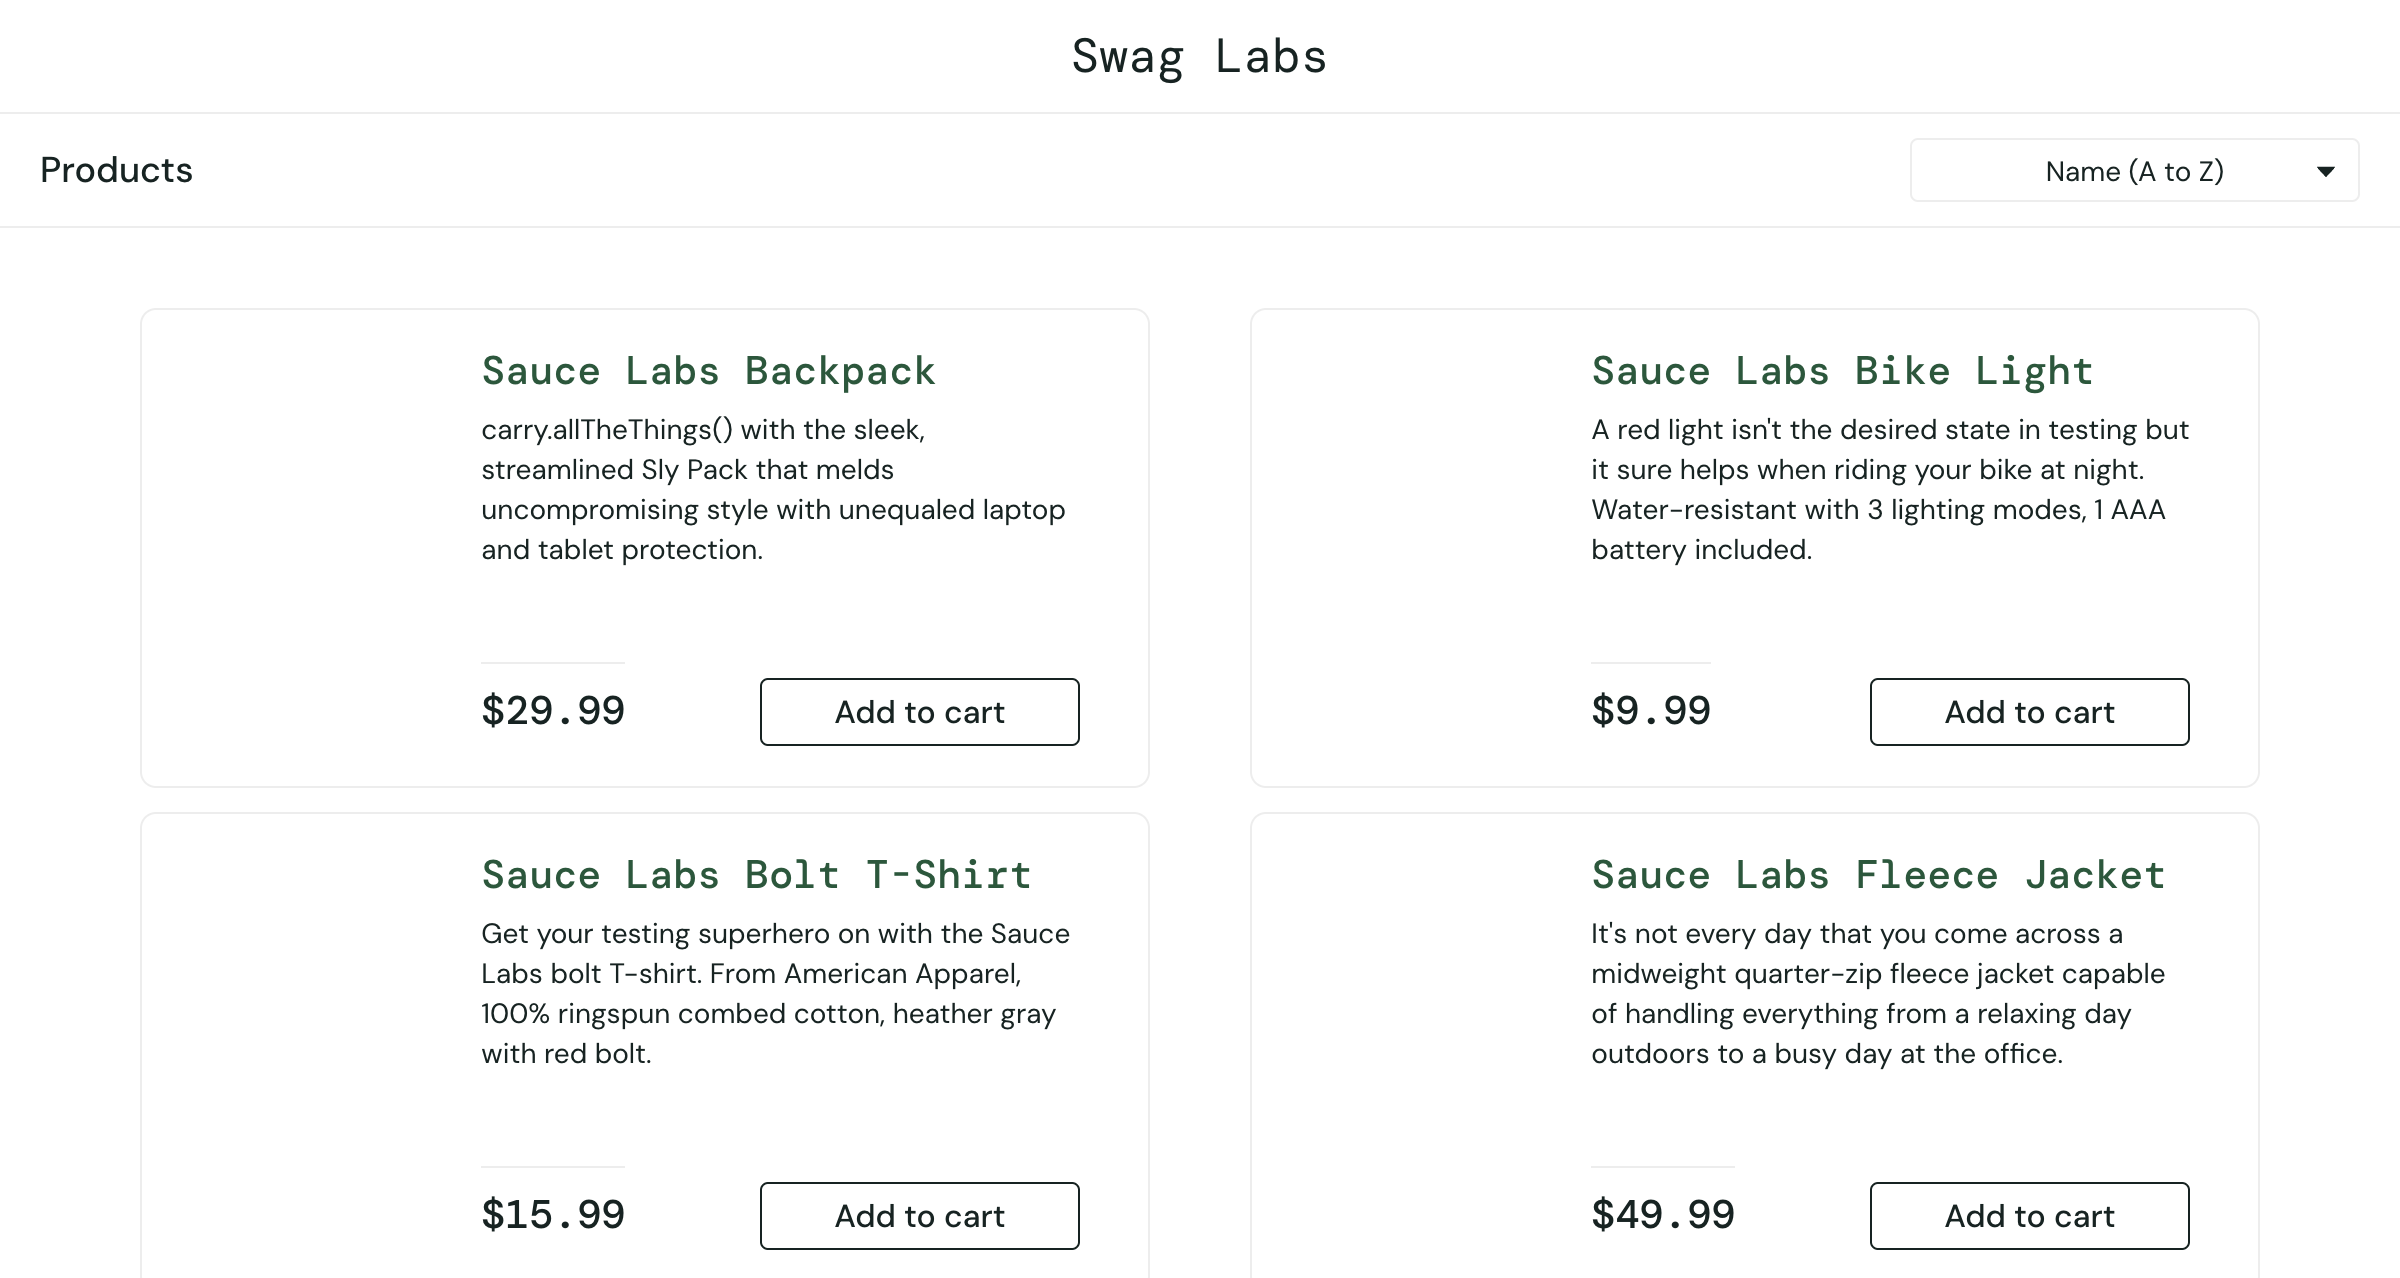 Swag Labs
Products
Name (A to Z)
Sauce Labs Backpack
carry.allTheThings() with the sleek,
streamlined Sly Pack that melds
uncompromising style with unequaled laptop
and tablet protection.
$29.99
Add to cart
Sauce Labs Bike Light
A red light isn't the desired state in testing but
it sure helps when riding your bike at night.
Water-resistant with 3 lighting modes, 1 AAA
battery included.
$9.99
Add to cart
Sauce Labs Bolt T-Shirt
Get your testing superhero on with the Sauce
Labs bolt T-shirt. From American Apparel,
100% ringspun combed cotton, heather gray
with red bolt.
$15.99
Add to cart
Sauce Labs Fleece Jacket
It's not every day that you come across a
midweight quarter-zip fleece jacket capable
of handling everything from a relaxing day
outdoors to a busy day at the office.
$49.99
Add to cart